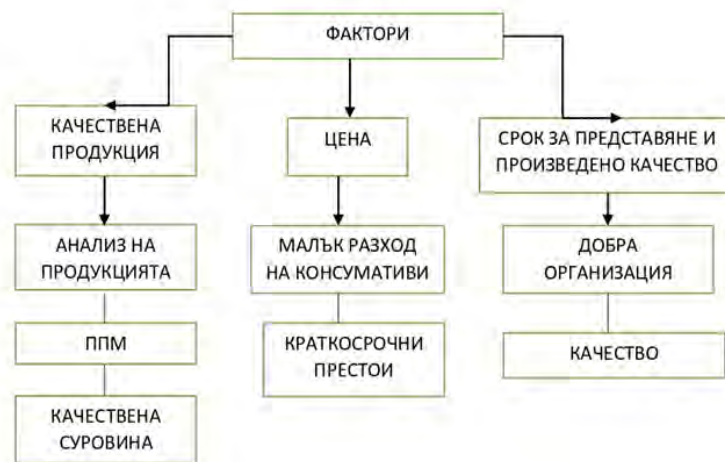 ФАКТОРИ
КАЧЕСТВЕНА
ПРОДУКЦИЯ
ЦЕНА
СРОК ЗА ПРЕДСТАВЯНЕ И
ПРОИЗВЕДЕНО КАЧЕСТВО
АНАЛИЗ НА
ПРОДУКЦИЯТА
МАЛЪК РАЗХОД
НА КОНСУМАТИВИ
ДОБРА
ОРГАНИЗАЦИЯ
ППМ
КРАТКОСРОЧНИ
ПРЕСТОИ
КАЧЕСТВО
КАЧЕСТВЕНА
СУРОВИНА